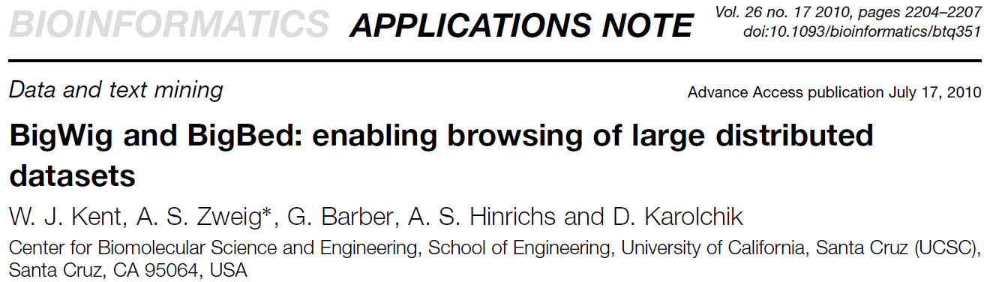 BIOINFORMATICS APPLICATIONS NOTE Vol. 26 no. 17 2010, pages 2204–2207
doi:10.1093/bioinformatics/btq351
Data and text mining Advance Access publication July 17, 2010
BigWig and BigBed: enabling browsing of large distributed
datasets
W. J. Kent, A. S. Zweig*, G. Barber, A. S. Hinrichs and D. Karolchik
Center for Biomolecular Science and Engineering, School of Engineering, University of California, Santa Cruz (UCSC),
Santa Cruz, CA 95064, USA